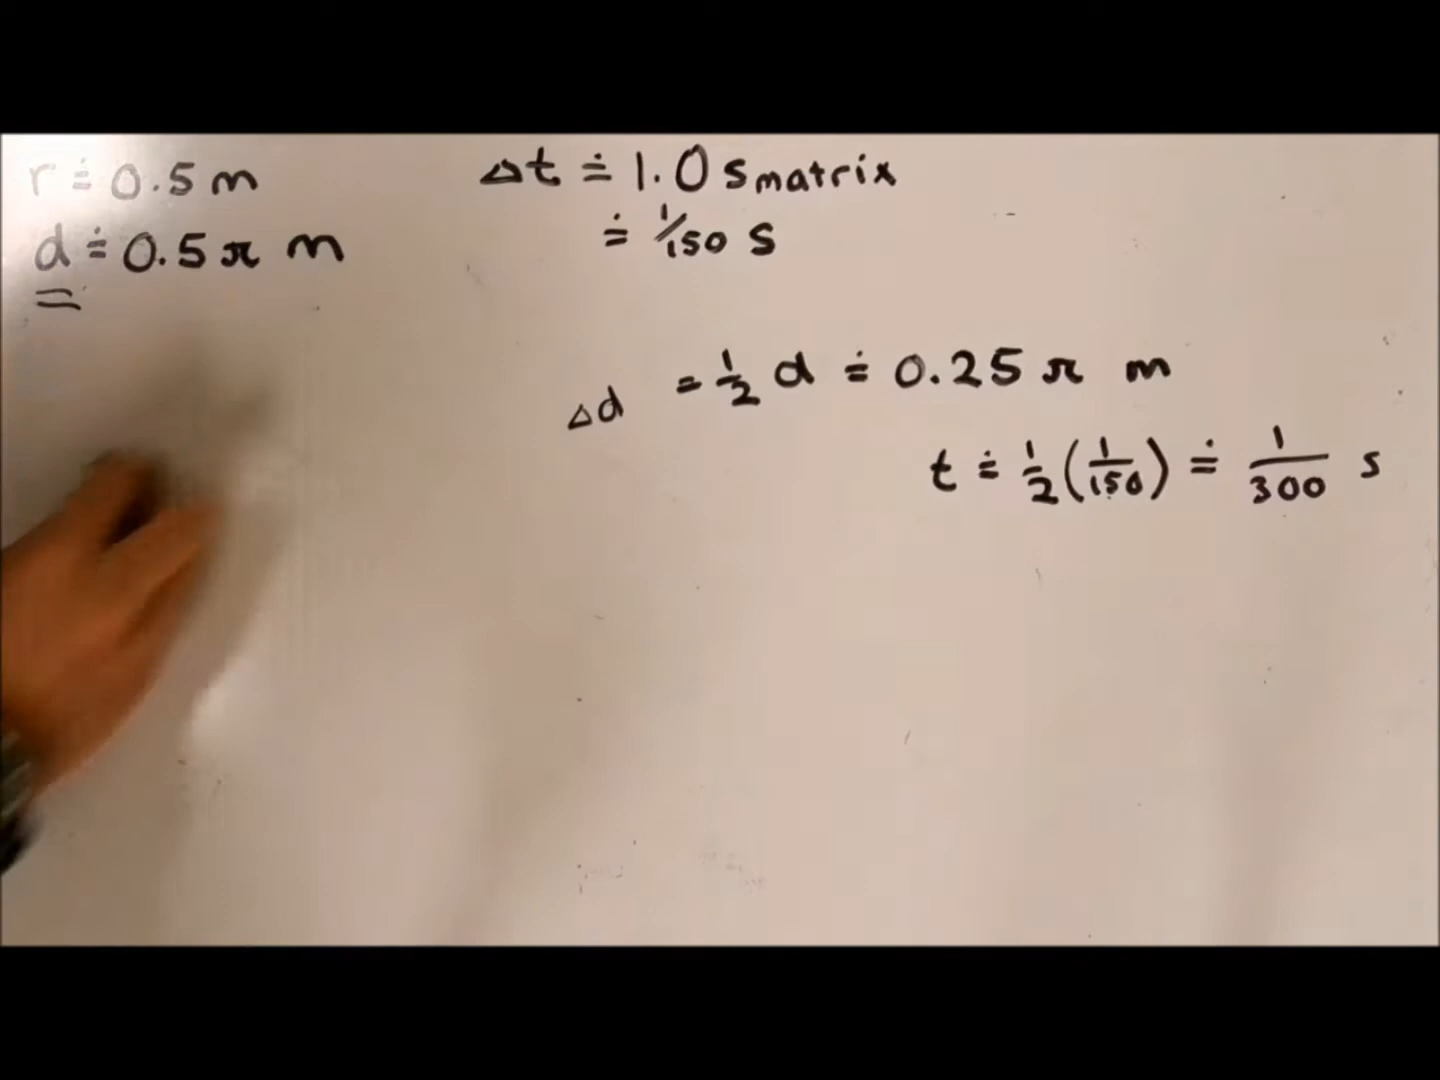 r ≐ 0.5 m
d ≐ 0.5 π m
=
Δt ≐ 1.0 s matrix
≐ 1/150 s
Δd = 1/2 d ≐ 0.25 π m
t ≐ 1/2 (1/150) ≐ 1/300 s